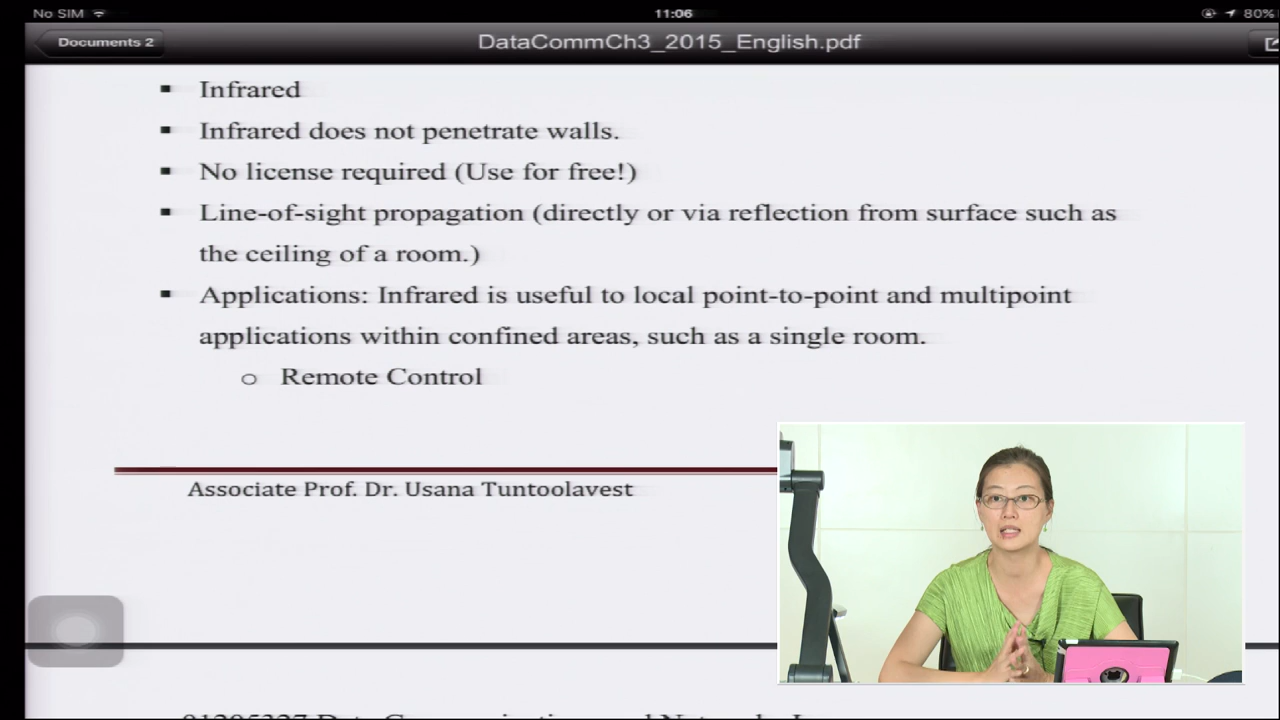 No SIM 11:06 80%
Documents 2 DataCommCh3_2015_English.pdf
▪ Infrared
▪ Infrared does not penetrate walls.
▪ No license required (Use for free!)
▪ Line-of-sight propagation (directly or via reflection from surface such as
the ceiling of a room.)
▪ Applications: Infrared is useful to local point-to-point and multipoint
applications within confined areas, such as a single room.
o Remote Control
Associate Prof. Dr. Usana Tuntoolavest